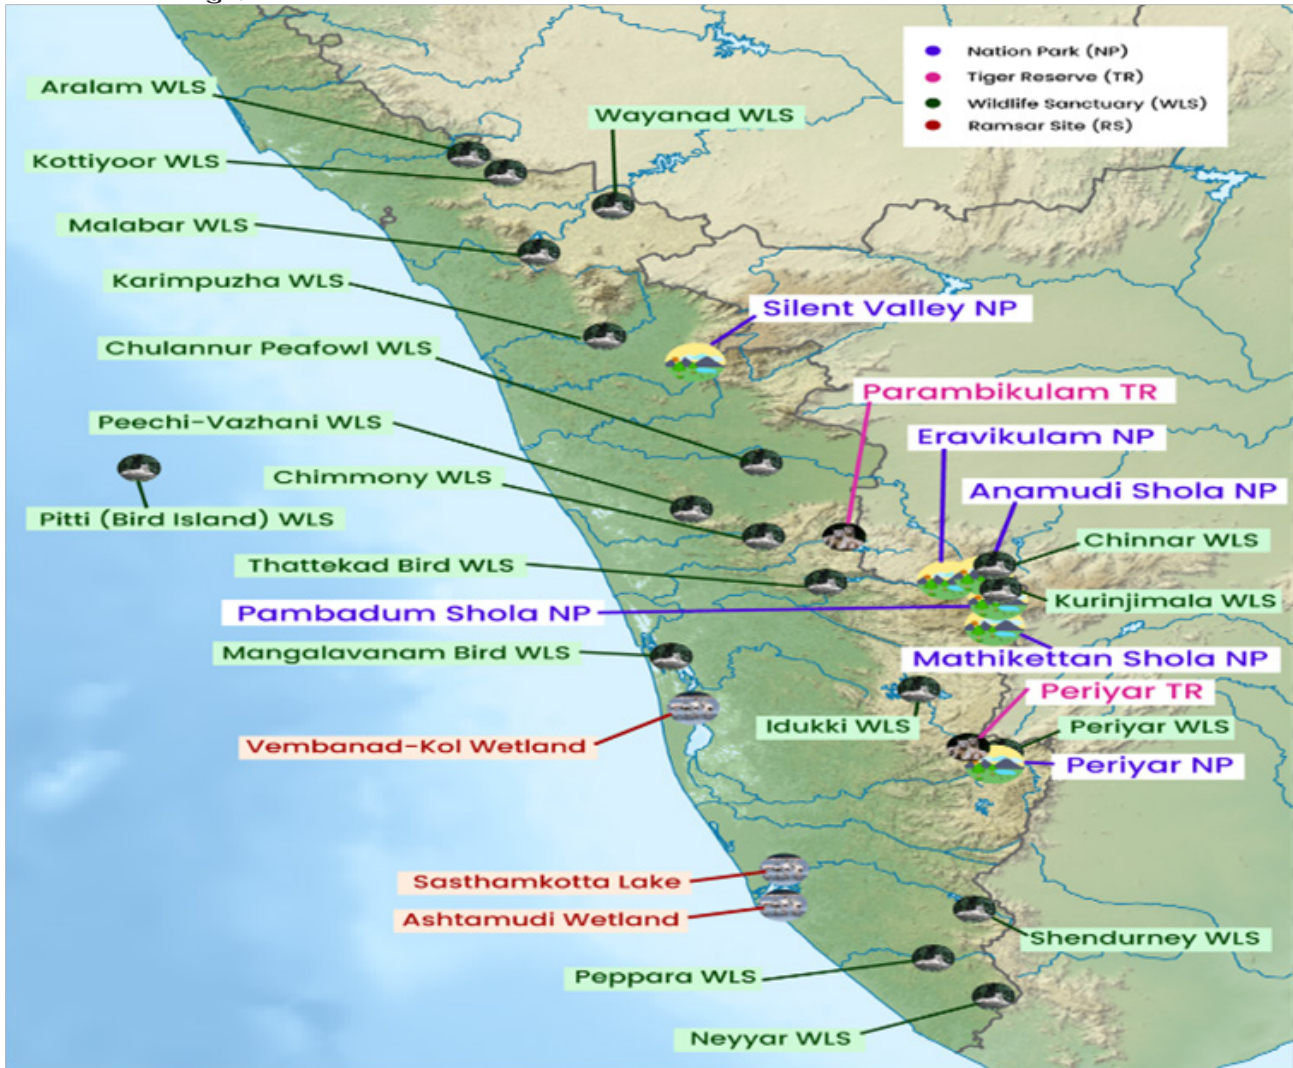 Nation Park (NP)
Tiger Reserve (TR)
Wildlife Sanctuary (WLS)
Ramsar Site (RS)
Aralam WLS
Wayanad WLS
Kottiyoor WLS
Malabar WLS
Karimpuzha WLS
Silent Valley NP
Chulannur Peafowl WLS
Parambikulam TR
Peechi-Vazhani WLS
Eravikulam NP
Chimmony WLS
Anamudi Shola NP
Pitti (Bird Island) WLS
Chinnar WLS
Thattekad Bird WLS
Kurinjimala WLS
Pambadum Shola NP
Mangalavanam Bird WLS
Mathikettan Shola NP
Periyar TR
Idukki WLS
Periyar WLS
Vembanad-Kol Wetland
Periyar NP
Sasthamkotta Lake
Ashtamudi Wetland
Shendurney WLS
Peppara WLS
Neyyar WLS